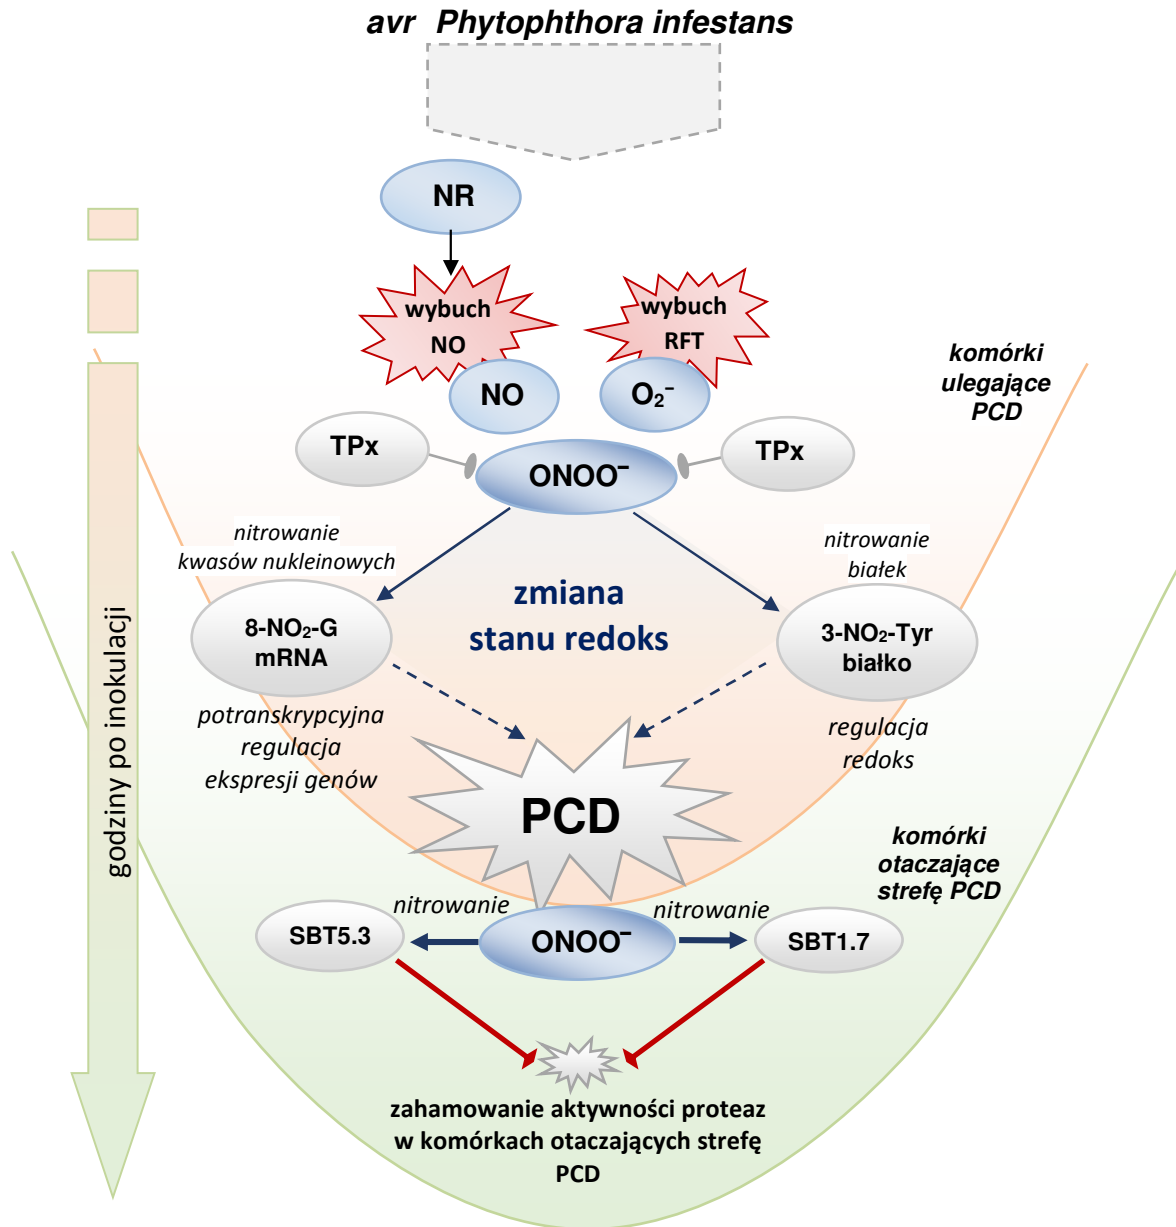 avr Phytophthora infestans
NR
wybuch
NO
wybuch
RFT
NO
O₂⁻
komórki
ulegające
PCD
TPx
ONOO⁻
TPx
nitrowanie
kwasów nukleinowych
nitrowanie
białek
zmiana
stanu redoks
8-NO₂-G
mRNA
3-NO₂-Tyr
białko
godziny po inokulacji
potranskrypcyjna
regulacja
ekspresji genów
regulacja
redoks
PCD
komórki
otaczające
strefę PCD
nitrowanie
nitrowanie
SBT5.3
ONOO⁻
SBT1.7
zahamowanie aktywności proteaz
w komórkach otaczających strefę
PCD